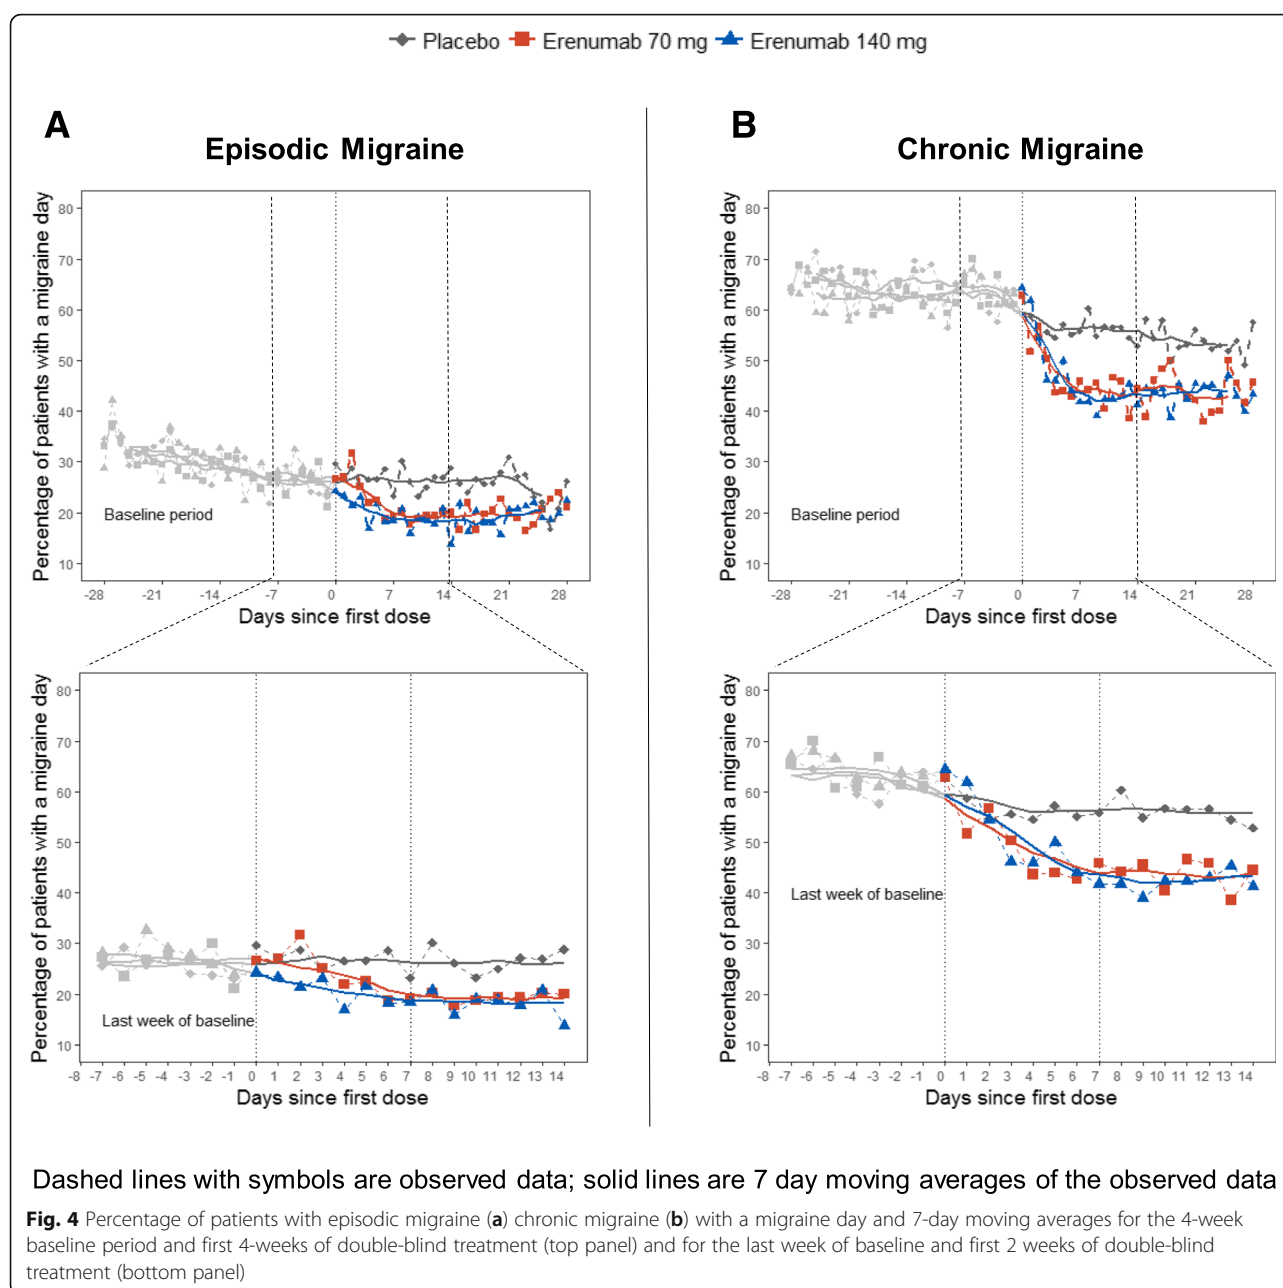 Placebo Erenumab 70 mg Erenumab 140 mg
A
Episodic Migraine
Percentage of patients with a migraine day
80
70
60
50
40
30
20
10
Baseline period
-28 -21 -14 -7 0 7 14 21 28
Days since first dose
Percentage of patients with a migraine day
80
70
60
50
40
30
20
10
Last week of baseline
-8 -7 -6 -5 -4 -3 -2 -1 0 1 2 3 4 5 6 7 8 9 10 11 12 13 14
Days since first dose
B
Chronic Migraine
Percentage of patients with a migraine day
80
70
60
50
40
30
20
10
Baseline period
-28 -21 -14 -7 0 7 14 21 28
Days since first dose
Percentage of patients with a migraine day
80
70
60
50
40
30
20
10
Last week of baseline
-8 -7 -6 -5 -4 -3 -2 -1 0 1 2 3 4 5 6 7 8 9 10 11 12 13 14
Days since first dose
Dashed lines with symbols are observed data; solid lines are 7 day moving averages of the observed data
Fig. 4 Percentage of patients with episodic migraine (a) chronic migraine (b) with a migraine day and 7-day moving averages for the 4-week
baseline period and first 4-weeks of double-blind treatment (top panel) and for the last week of baseline and first 2 weeks of double-blind
treatment (bottom panel)